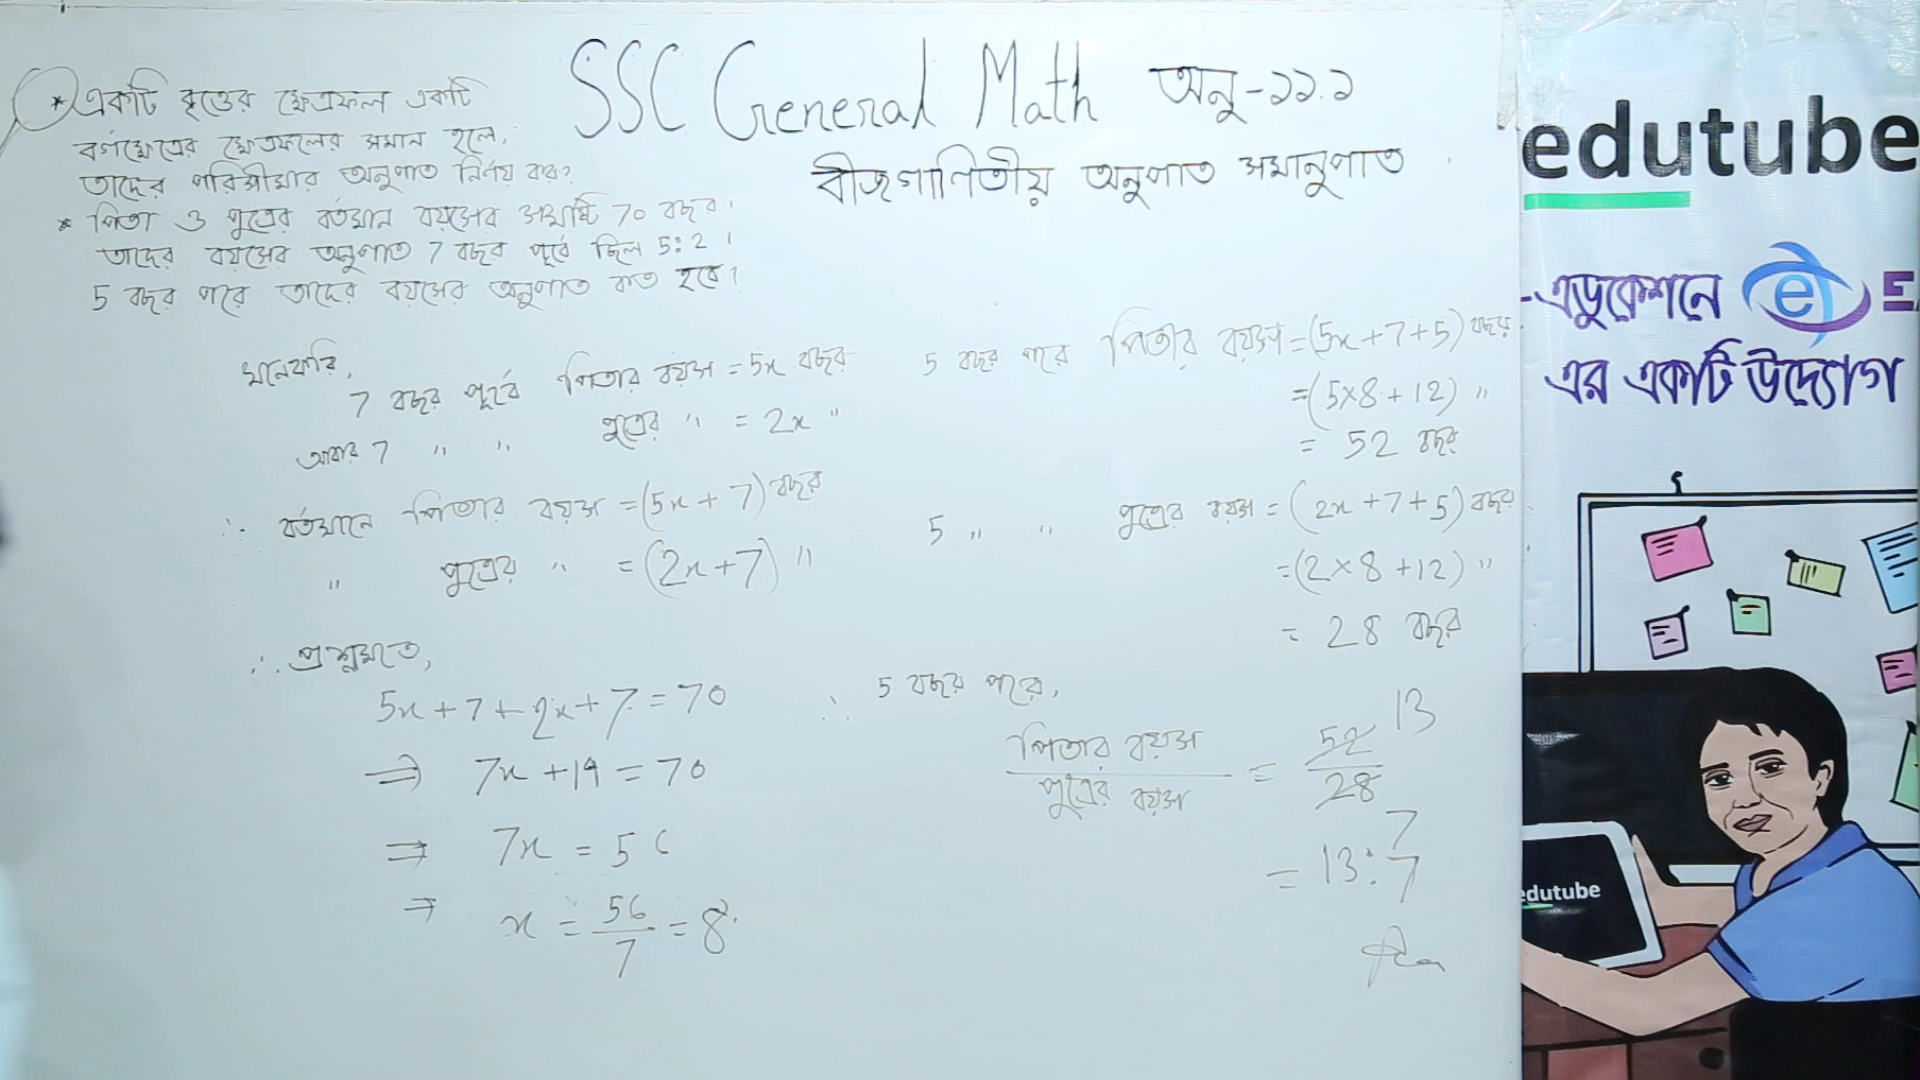 SSC General Math অনু-১১.১
বীজগাণিতীয় অনুপাত সমানুপাত
* একটি বৃত্তের ক্ষেত্রফল একটি
বর্গক্ষেত্রের ক্ষেত্রফলের সমান হলে,
তাদের পরিসীমার অনুপাত নির্ণয় কর?
* পিতা ও পুত্রের বর্তমান বয়সের সমষ্টি 70 বছর।
তাদের বয়সের অনুপাত 7 বছর পূর্বে ছিল 5:2।
5 বছর পরে তাদের বয়সের অনুপাত কত হবে?
মনেকরি,
7 বছর পূর্বে পিতার বয়স = 5x বছর
আবার 7 " " পুত্রের " = 2x "
∴ বর্তমানে পিতার বয়স = (5x + 7) বছর
" পুত্রের " = (2x+7) "
∴ প্রশ্নমতে,
5x+7+2x+7=70
⇒ 7x+14=70
⇒ 7x = 56
⇒ x = 56/7 = 8
5 বছর পরে পিতার বয়স = (5x+7+5) বছর
= (5×8+12) "
= 52 বছর
5 " " পুত্রের বয়স = (2x+7+5) বছর
= (2×8+12) "
= 28 বছর
∴ 5 বছর পরে,
পিতার বয়স/পুত্রের বয়স = 52/28 13 7
= 13:7
edutube
-এডুকেশনে e E
এর একটি উদ্যোগ
edutube